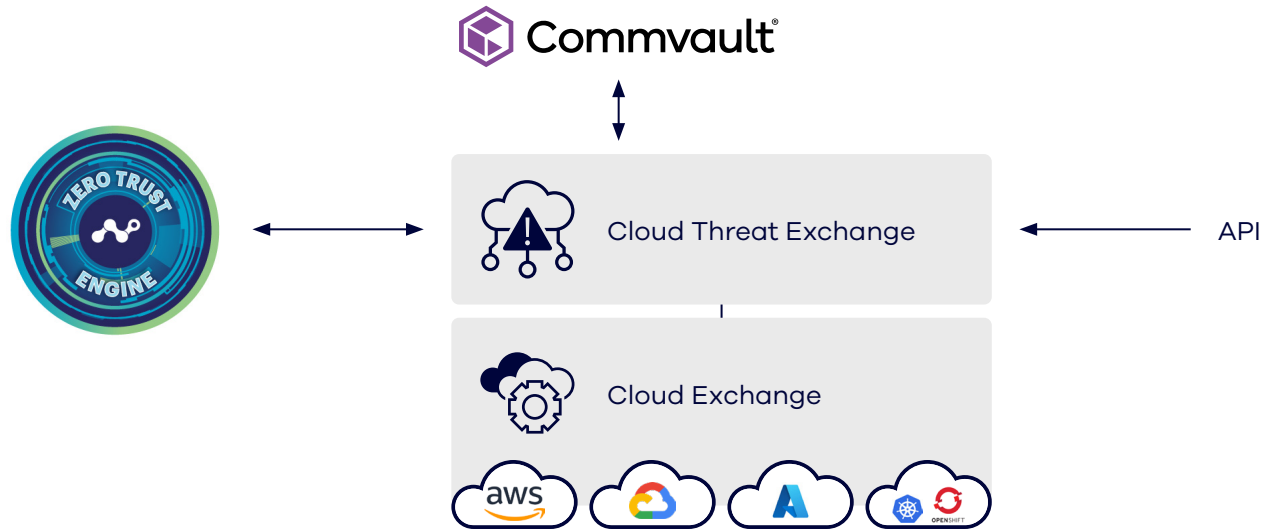 Commvault®
ZERO TRUST
ENGINE
Cloud Threat Exchange
API
Cloud Exchange
aws
OPENSHIFT